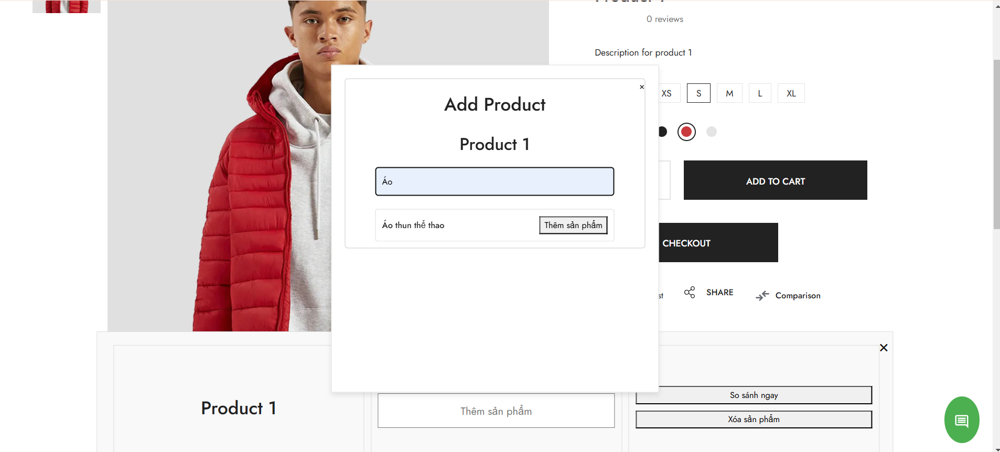 Product 1
0 reviews
Description for product 1
XS
S
M
L
XL
ADD TO CART
CHECKOUT
st
SHARE
Comparison
×
Add Product
Product 1
Áo
Áo thun thể thao
Thêm sản phẩm
Product 1
Thêm sản phẩm
So sánh ngay
Xóa sản phẩm